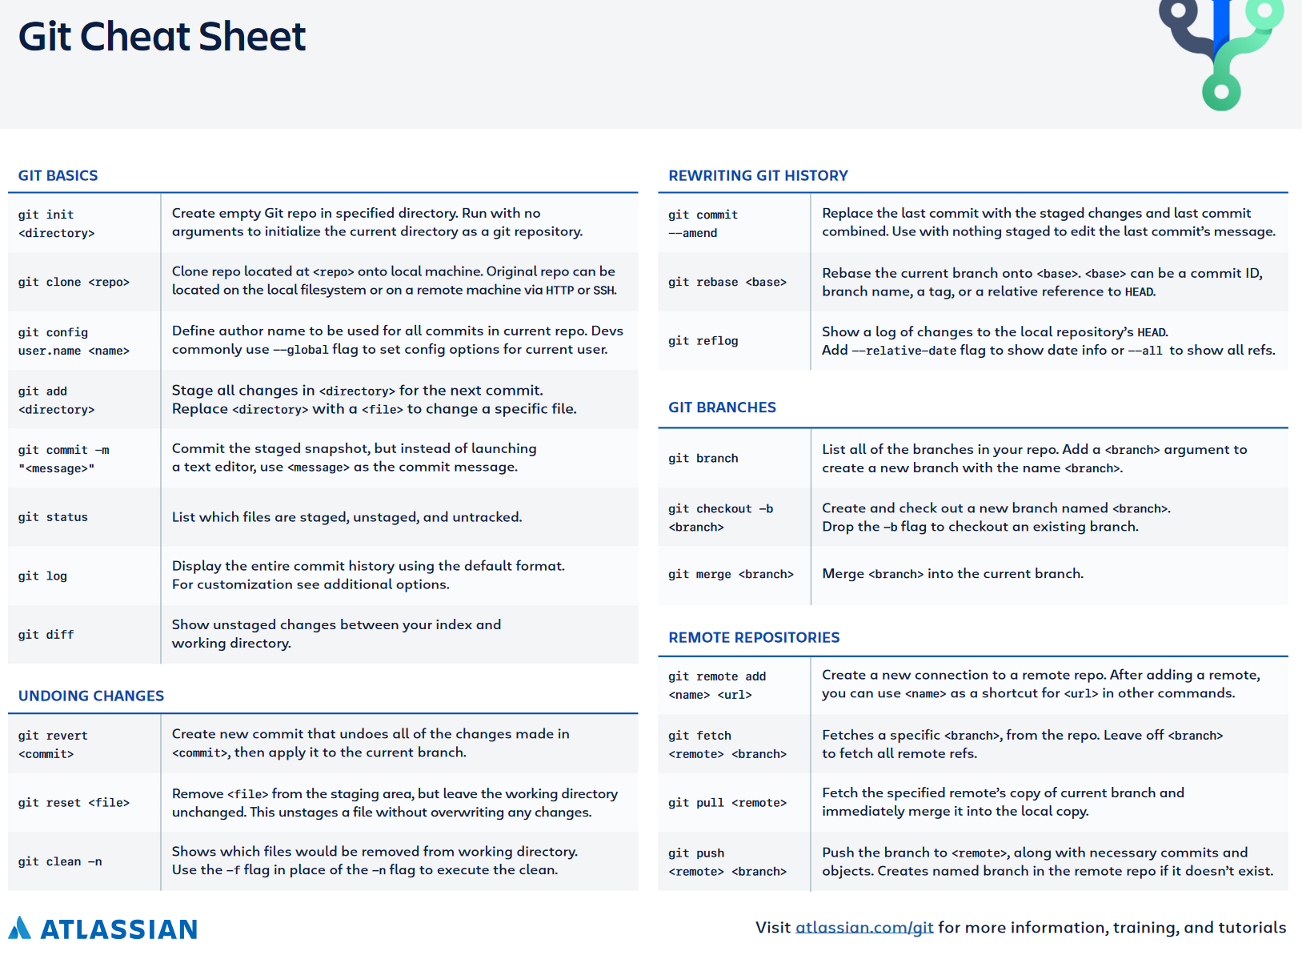 Git Cheat Sheet
GIT BASICS
git init
<directory>
Create empty Git repo in specified directory. Run with no
arguments to initialize the current directory as a git repository.
git clone <repo>
Clone repo located at <repo> onto local machine. Original repo can be
located on the local filesystem or on a remote machine via HTTP or SSH.
git config
user.name <name>
Define author name to be used for all commits in current repo. Devs
commonly use --global flag to set config options for current user.
git add
<directory>
Stage all changes in <directory> for the next commit.
Replace <directory> with a <file> to change a specific file.
git commit -m
"<message>"
Commit the staged snapshot, but instead of launching
a text editor, use <message> as the commit message.
git status
List which files are staged, unstaged, and untracked.
git log
Display the entire commit history using the default format.
For customization see additional options.
git diff
Show unstaged changes between your index and
working directory.
UNDOING CHANGES
git revert
<commit>
Create new commit that undoes all of the changes made in
<commit>, then apply it to the current branch.
git reset <file>
Remove <file> from the staging area, but leave the working directory
unchanged. This unstages a file without overwriting any changes.
git clean -n
Shows which files would be removed from working directory.
Use the -f flag in place of the -n flag to execute the clean.
REWRITING GIT HISTORY
git commit
--amend
Replace the last commit with the staged changes and last commit
combined. Use with nothing staged to edit the last commit's message.
git rebase <base>
Rebase the current branch onto <base>. <base> can be a commit ID,
branch name, a tag, or a relative reference to HEAD.
git reflog
Show a log of changes to the local repository's HEAD.
Add --relative-date flag to show date info or --all to show all refs.
GIT BRANCHES
git branch
List all of the branches in your repo. Add a <branch> argument to
create a new branch with the name <branch>.
git checkout -b
<branch>
Create and check out a new branch named <branch>.
Drop the -b flag to checkout an existing branch.
git merge <branch>
Merge <branch> into the current branch.
REMOTE REPOSITORIES
git remote add
<name> <url>
Create a new connection to a remote repo. After adding a remote,
you can use <name> as a shortcut for <url> in other commands.
git fetch
<remote> <branch>
Fetches a specific <branch>, from the repo. Leave off <branch>
to fetch all remote refs.
git pull <remote>
Fetch the specified remote's copy of current branch and
immediately merge it into the local copy.
git push
<remote> <branch>
Push the branch to <remote>, along with necessary commits and
objects. Creates named branch in the remote repo if it doesn't exist.
ATLASSIAN
Visit atlassian.com/git for more information, training, and tutorials